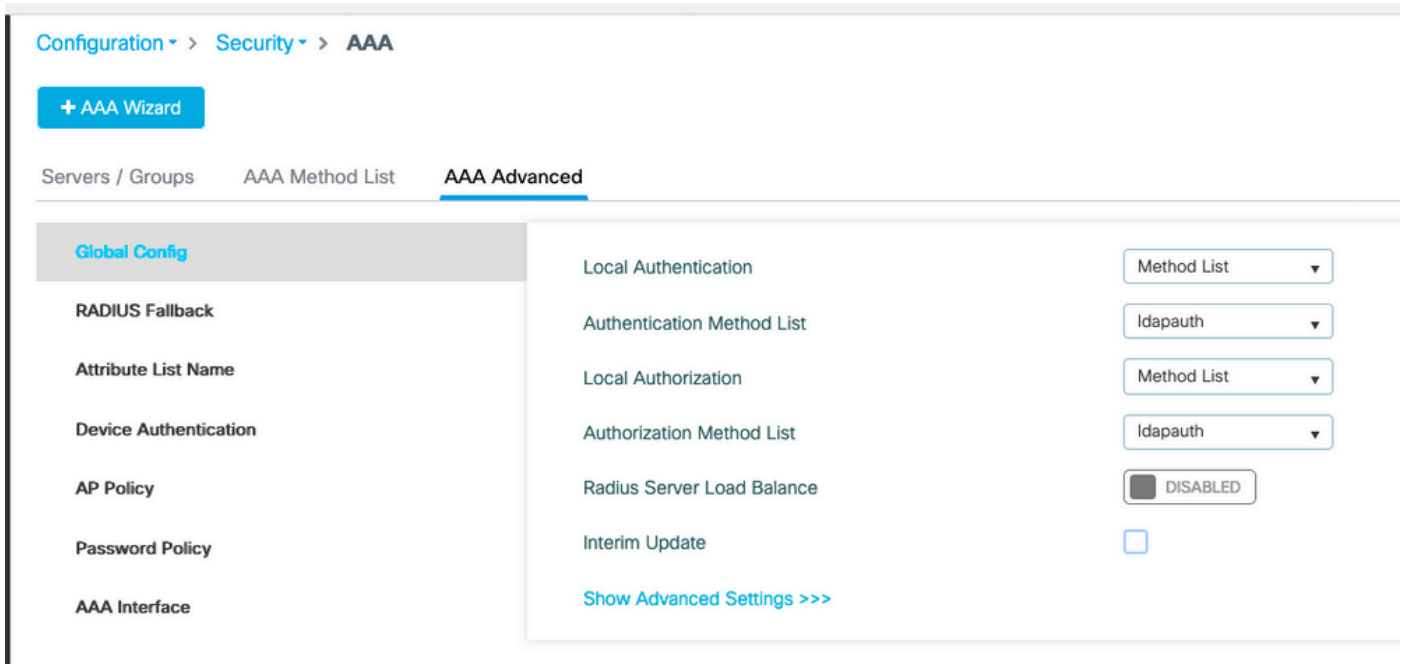 Configuration > Security > AAA
+ AAA Wizard
Servers / Groups AAA Method List AAA Advanced
Global Config
RADIUS Fallback
Attribute List Name
Device Authentication
AP Policy
Password Policy
AAA Interface
Local Authentication Method List
Authentication Method List ldapauth
Local Authorization Method List
Authorization Method List ldapauth
Radius Server Load Balance DISABLED
Interim Update
Show Advanced Settings >>>